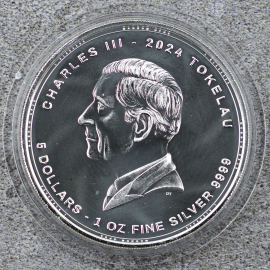 CHARLES III - 2024 TOKELAU
5 DOLLARS - 1 OZ FINE SILVER 9999